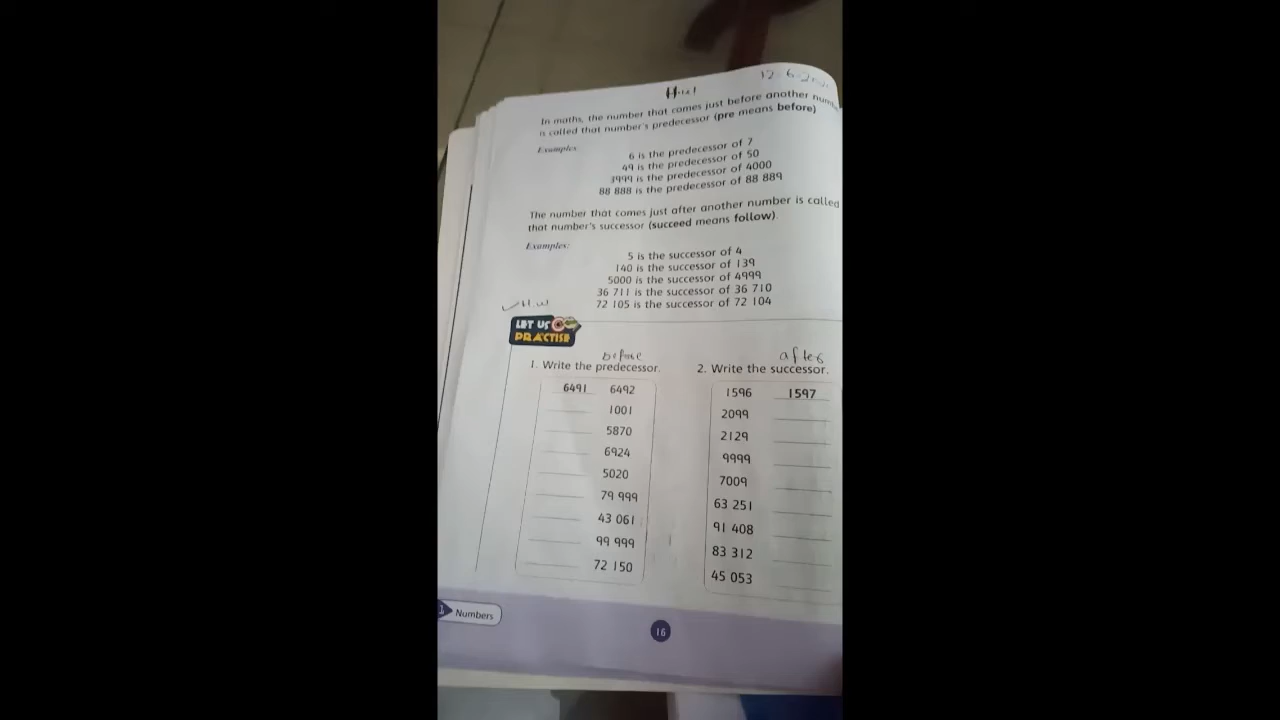 H.w
In maths, the number that comes just before another
is called that number's predecessor (pre means before)
Examples
6 is the predecessor of 7
49 is the predecessor of 50
3999 is the predecessor of 4000
88 888 is the predecessor of 88 889
The number that comes just after another number is called
that number's successor (succeed means follow).
Examples:
5 is the successor of 4
140 is the successor of 139
5000 is the successor of 4999
36 711 is the successor of 36 710
72 105 is the successor of 72 104
H.w
LET US
PRACTISE
before
1. Write the predecessor.
6491 6492
1001
5870
6924
5020
79 999
43 061
99 999
72 150
after
2. Write the successor.
1596 1597
2099
2129
9999
7009
63 251
91 408
83 312
45 053
1 Numbers
16